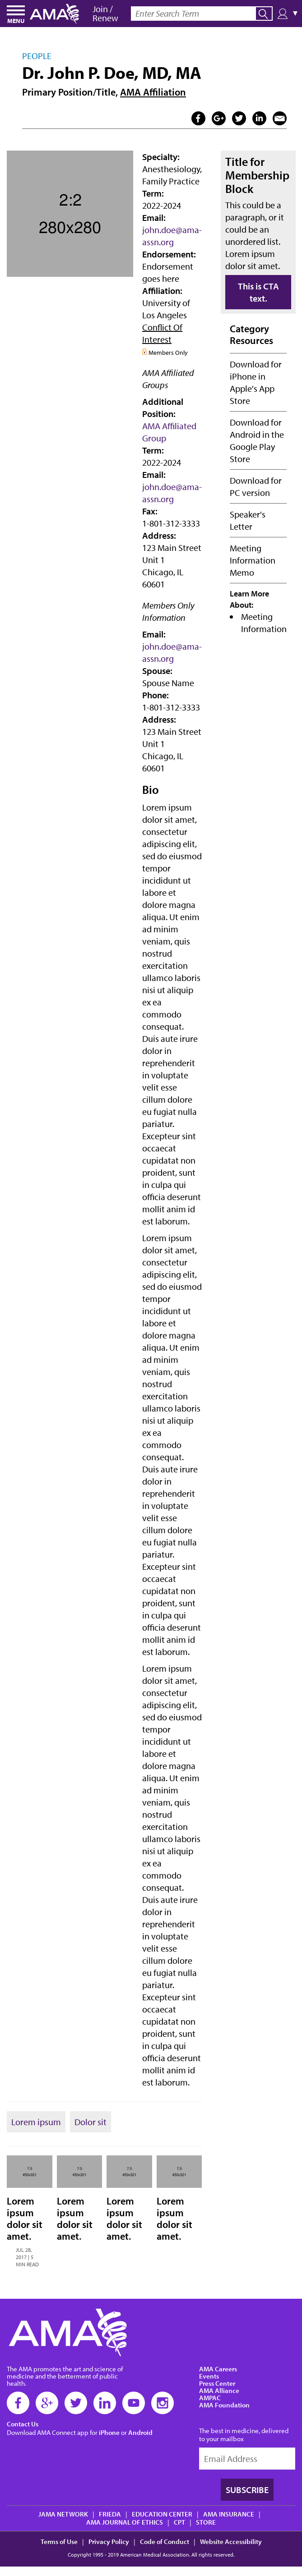 MENU
AMA
Join /
Renew
Enter Search Term
PEOPLE
Dr. John P. Doe, MD, MA
Primary Position/Title, AMA Affiliation
2:2
280x280
Specialty:
Anesthesiology,
Family Practice
Term:
2022-2024
Email:
john.doe@ama-
assn.org
Endorsement:
Endorsement
goes here
Affiliation:
University of
Los Angeles
Conflict Of
Interest
Members Only
AMA Affiliated
Groups
Additional
Position:
AMA Affiliated
Group
Term:
2022-2024
Email:
john.doe@ama-
assn.org
Fax:
1-801-312-3333
Address:
123 Main Street
Unit 1
Chicago, IL
60601
Members Only
Information
Email:
john.doe@ama-
assn.org
Spouse:
Spouse Name
Phone:
1-801-312-3333
Address:
123 Main Street
Unit 1
Chicago, IL
60601
Bio
Lorem ipsum
dolor sit amet,
consectetur
adipiscing elit,
sed do eiusmod
tempor
incididunt ut
labore et
dolore magna
aliqua. Ut enim
ad minim
veniam, quis
nostrud
exercitation
ullamco laboris
nisi ut aliquip
ex ea
commodo
consequat.
Duis aute irure
dolor in
reprehenderit
in voluptate
velit esse
cillum dolore
eu fugiat nulla
pariatur.
Excepteur sint
occaecat
cupidatat non
proident, sunt
in culpa qui
officia deserunt
mollit anim id
est laborum.
Lorem ipsum
dolor sit amet,
consectetur
adipiscing elit,
sed do eiusmod
tempor
incididunt ut
labore et
dolore magna
aliqua. Ut enim
ad minim
veniam, quis
nostrud
exercitation
ullamco laboris
nisi ut aliquip
ex ea
commodo
consequat.
Duis aute irure
dolor in
reprehenderit
in voluptate
velit esse
cillum dolore
eu fugiat nulla
pariatur.
Excepteur sint
occaecat
cupidatat non
proident, sunt
in culpa qui
officia deserunt
mollit anim id
est laborum.
Lorem ipsum
dolor sit amet,
consectetur
adipiscing elit,
sed do eiusmod
tempor
incididunt ut
labore et
dolore magna
aliqua. Ut enim
ad minim
veniam, quis
nostrud
exercitation
ullamco laboris
nisi ut aliquip
ex ea
commodo
consequat.
Duis aute irure
dolor in
reprehenderit
in voluptate
velit esse
cillum dolore
eu fugiat nulla
pariatur.
Excepteur sint
occaecat
cupidatat non
proident, sunt
in culpa qui
officia deserunt
mollit anim id
est laborum.
Title for
Membership
Block
This could be a
paragraph, or it
could be an
unordered list.
Lorem ipsum
dolor sit amet.
This is CTA
text.
Category
Resources
Download for
iPhone in
Apple's App
Store
Download for
Android in the
Google Play
Store
Download for
PC version
Speaker's
Letter
Meeting
Information
Memo
Learn More
About:
Meeting
Information
Lorem ipsum Dolor sit
Lorem
ipsum
dolor sit
amet.
JUL 28,
2017 | 5
MIN READ
Lorem
ipsum
dolor sit
amet.
Lorem
ipsum
dolor sit
amet.
Lorem
ipsum
dolor sit
amet.
AMA
The AMA promotes the art and science of
medicine and the betterment of public
health.
Contact Us
Download AMA Connect app for iPhone or Android
AMA Careers
Events
Press Center
AMA Alliance
AMPAC
AMA Foundation
The best in medicine, delivered
to your mailbox
Email Address
SUBSCRIBE
JAMA NETWORK | FRIEDA | EDUCATION CENTER | AMA INSURANCE |
AMA JOURNAL OF ETHICS | CPT | STORE
Terms of Use | Privacy Policy | Code of Conduct | Website Accessibility
Copyright 1995 - 2019 American Medical Association. All rights reserved.